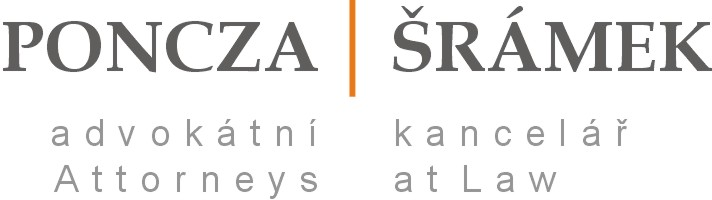 PONCZA | ŠRÁMEK
advokátní kancelář
Attorneys at Law